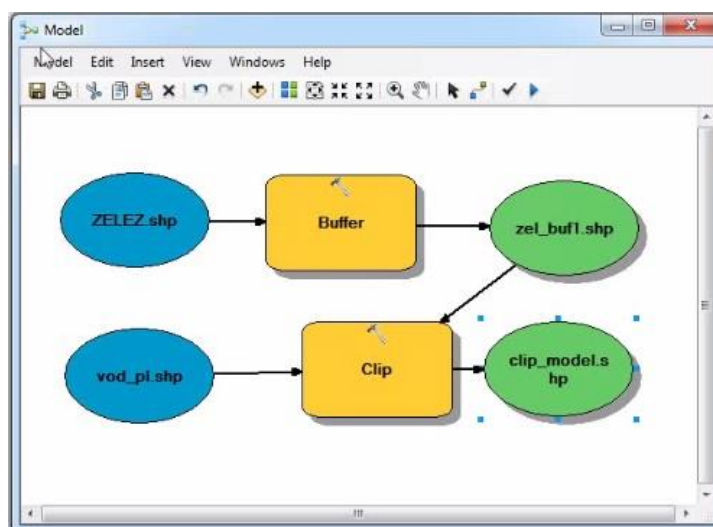 Model
Model Edit Insert View Windows Help
ZELEZ.shp
Buffer
zel_buf1.shp
vod_pl.shp
Clip
clip_model.s
hp